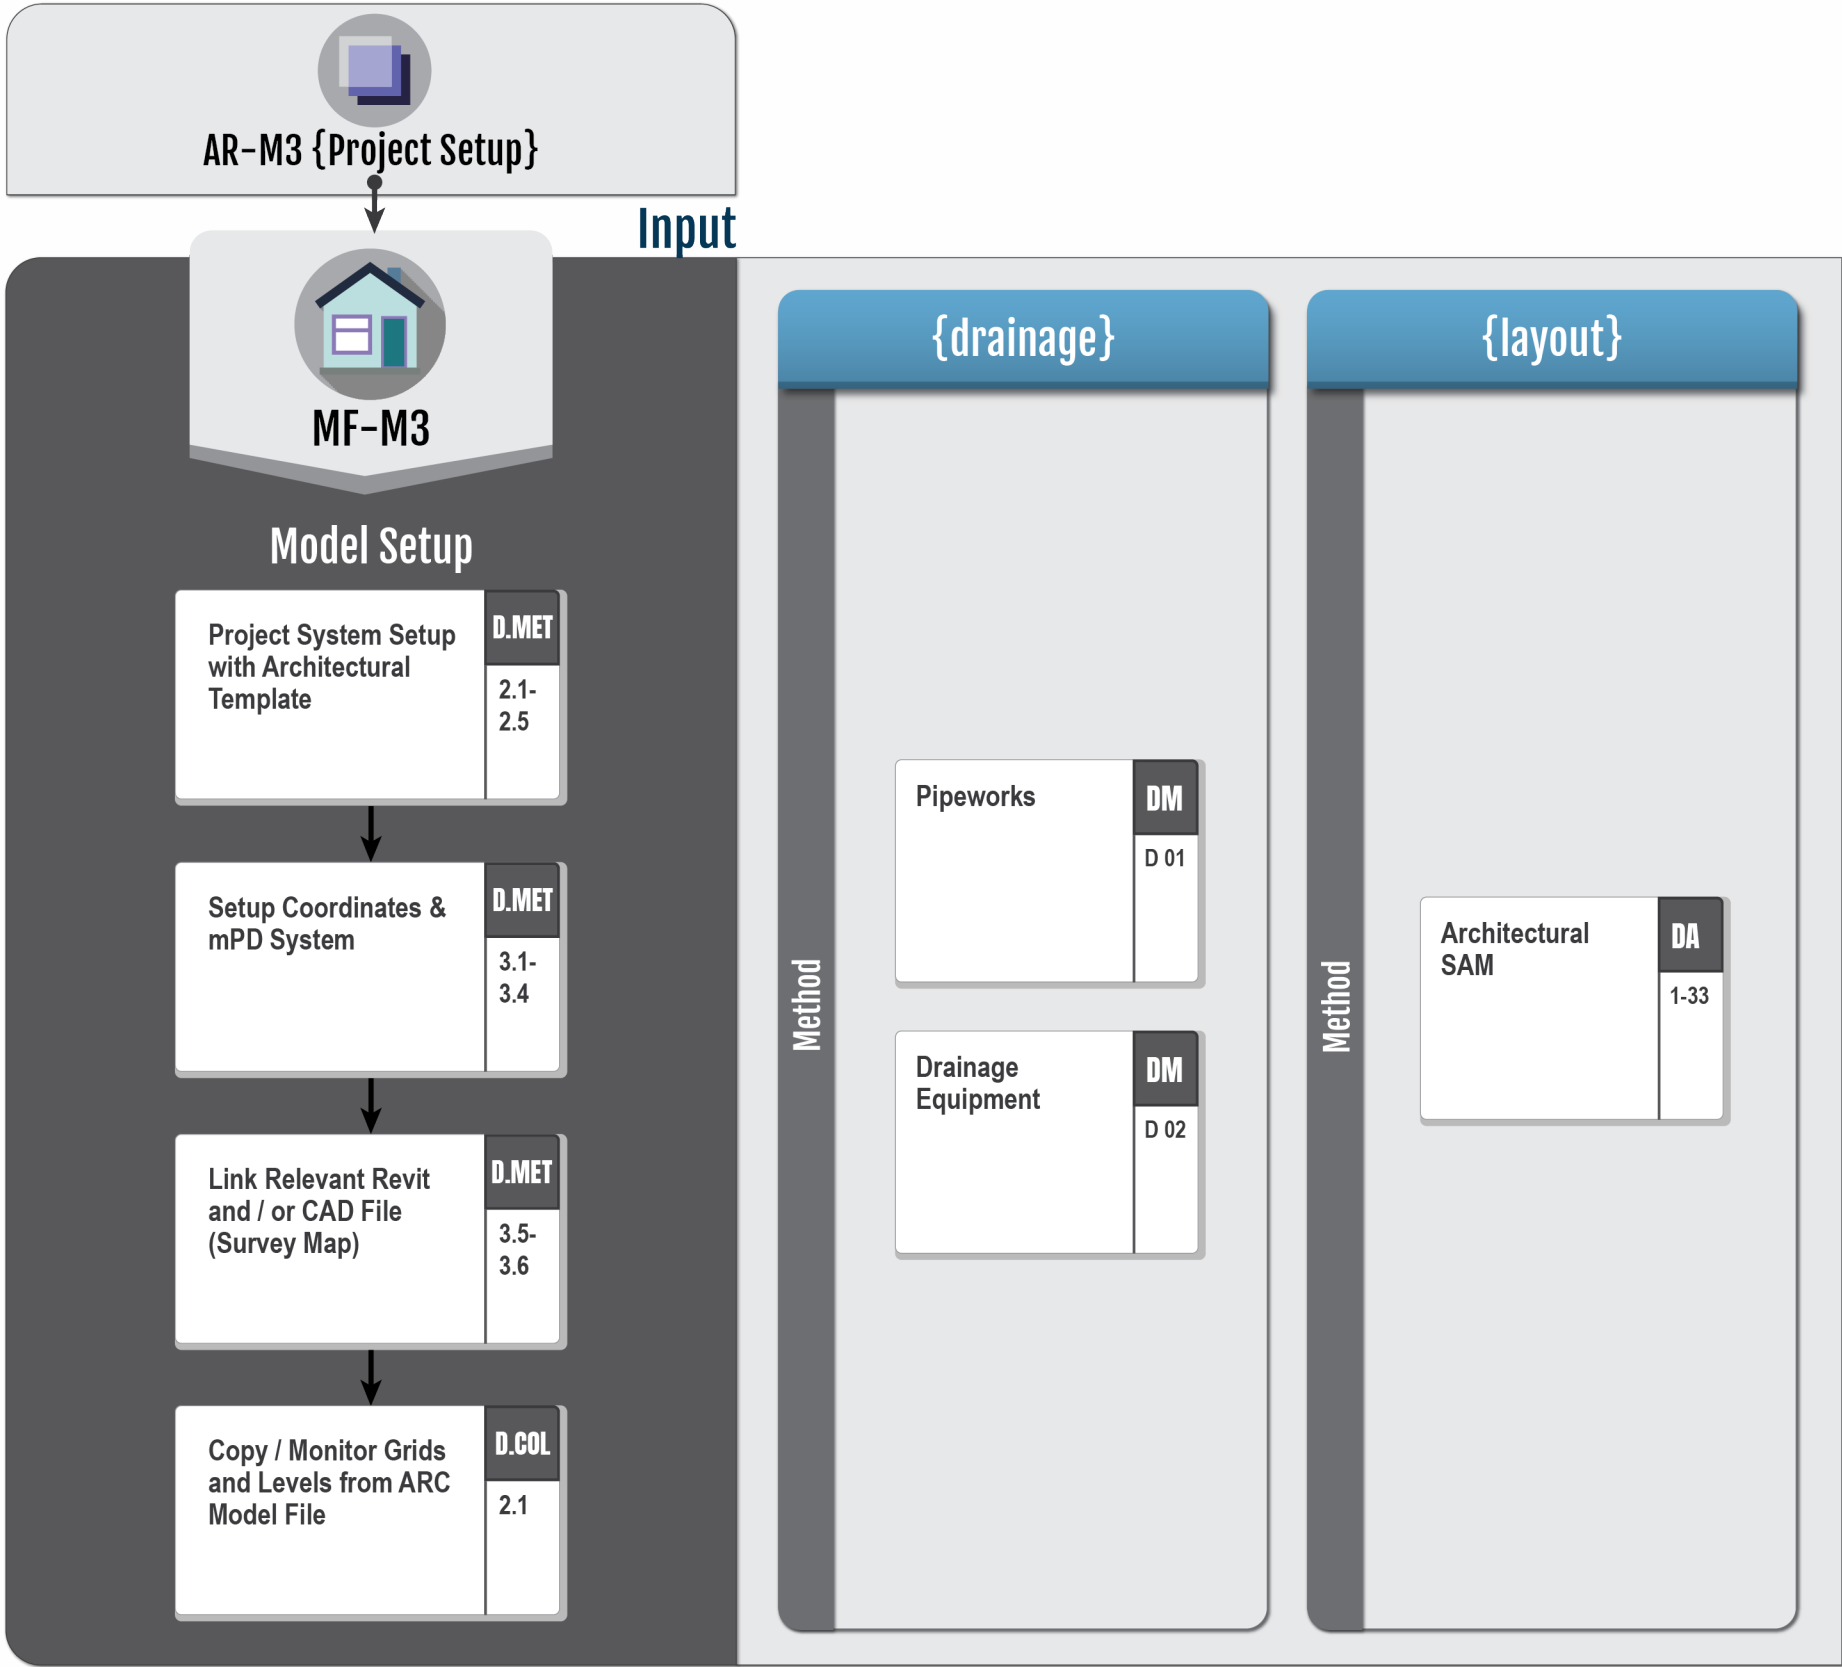 AR-M3 {Project Setup}
Input
MF-M3
Model Setup
Project System Setup
with Architectural
Template
D.MET
2.1-
2.5
Setup Coordinates &
mPD System
D.MET
3.1-
3.4
Link Relevant Revit
and / or CAD File
(Survey Map)
D.MET
3.5-
3.6
Copy / Monitor Grids
and Levels from ARC
Model File
D.COL
2.1
{drainage}
Method
Pipeworks
DM
D 01
Drainage
Equipment
DM
D 02
{layout}
Method
Architectural
SAM
DA
1-33